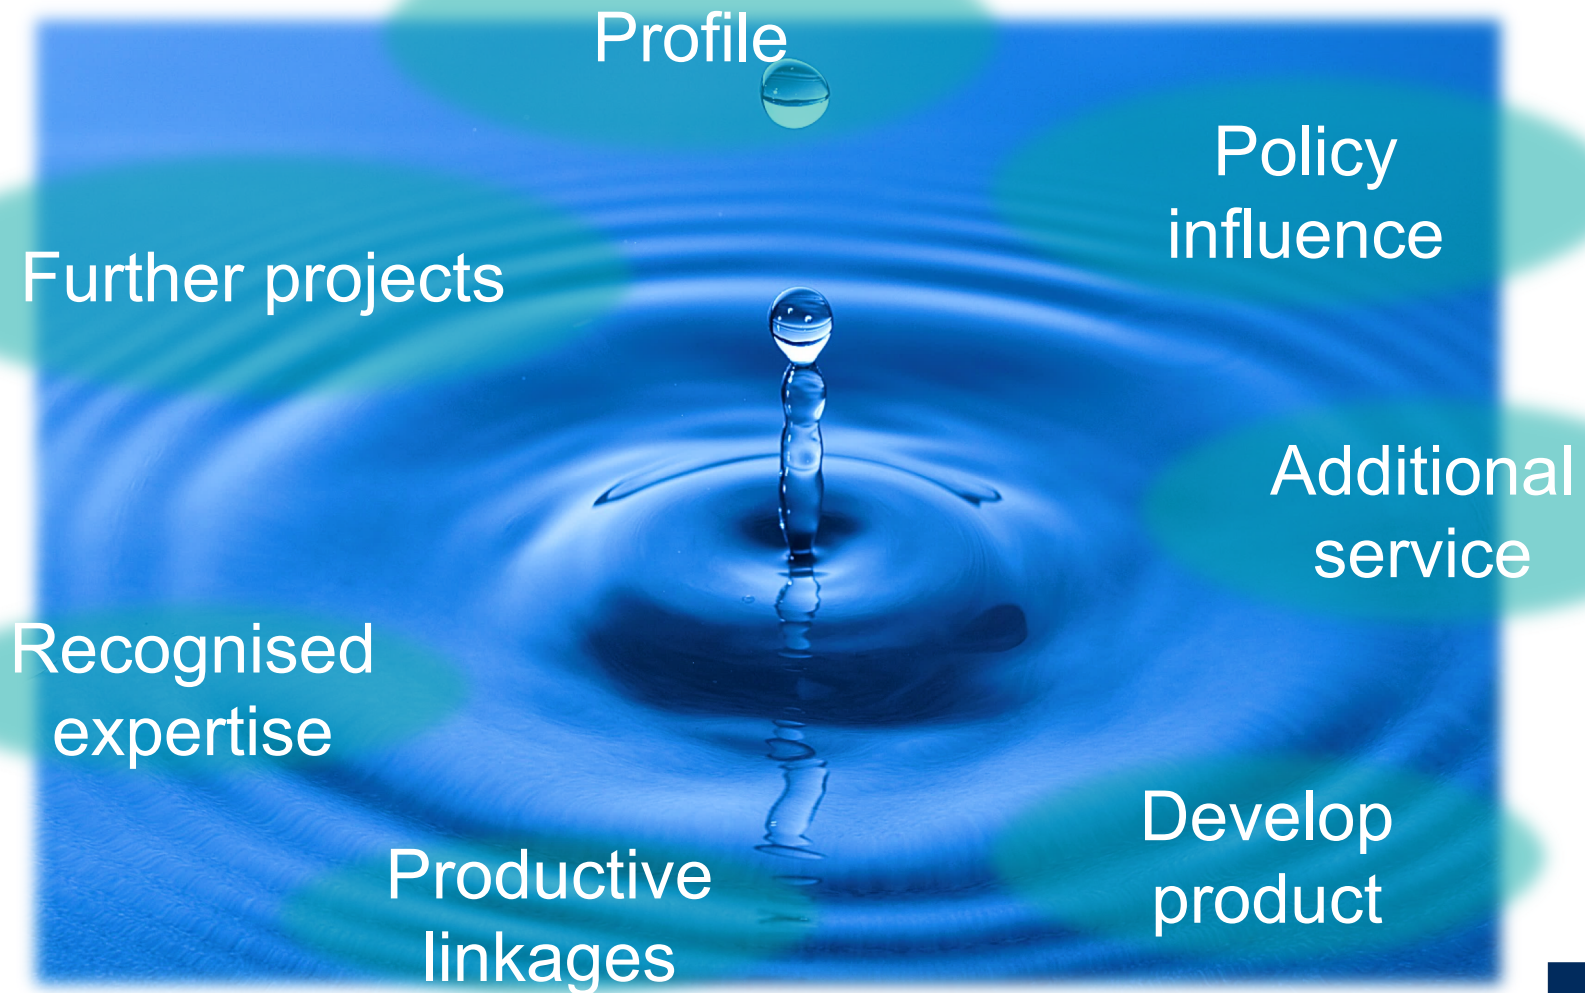 Profile
Policy
influence
Further projects
Additional
service
Recognised
expertise
Develop
product
Productive
linkages